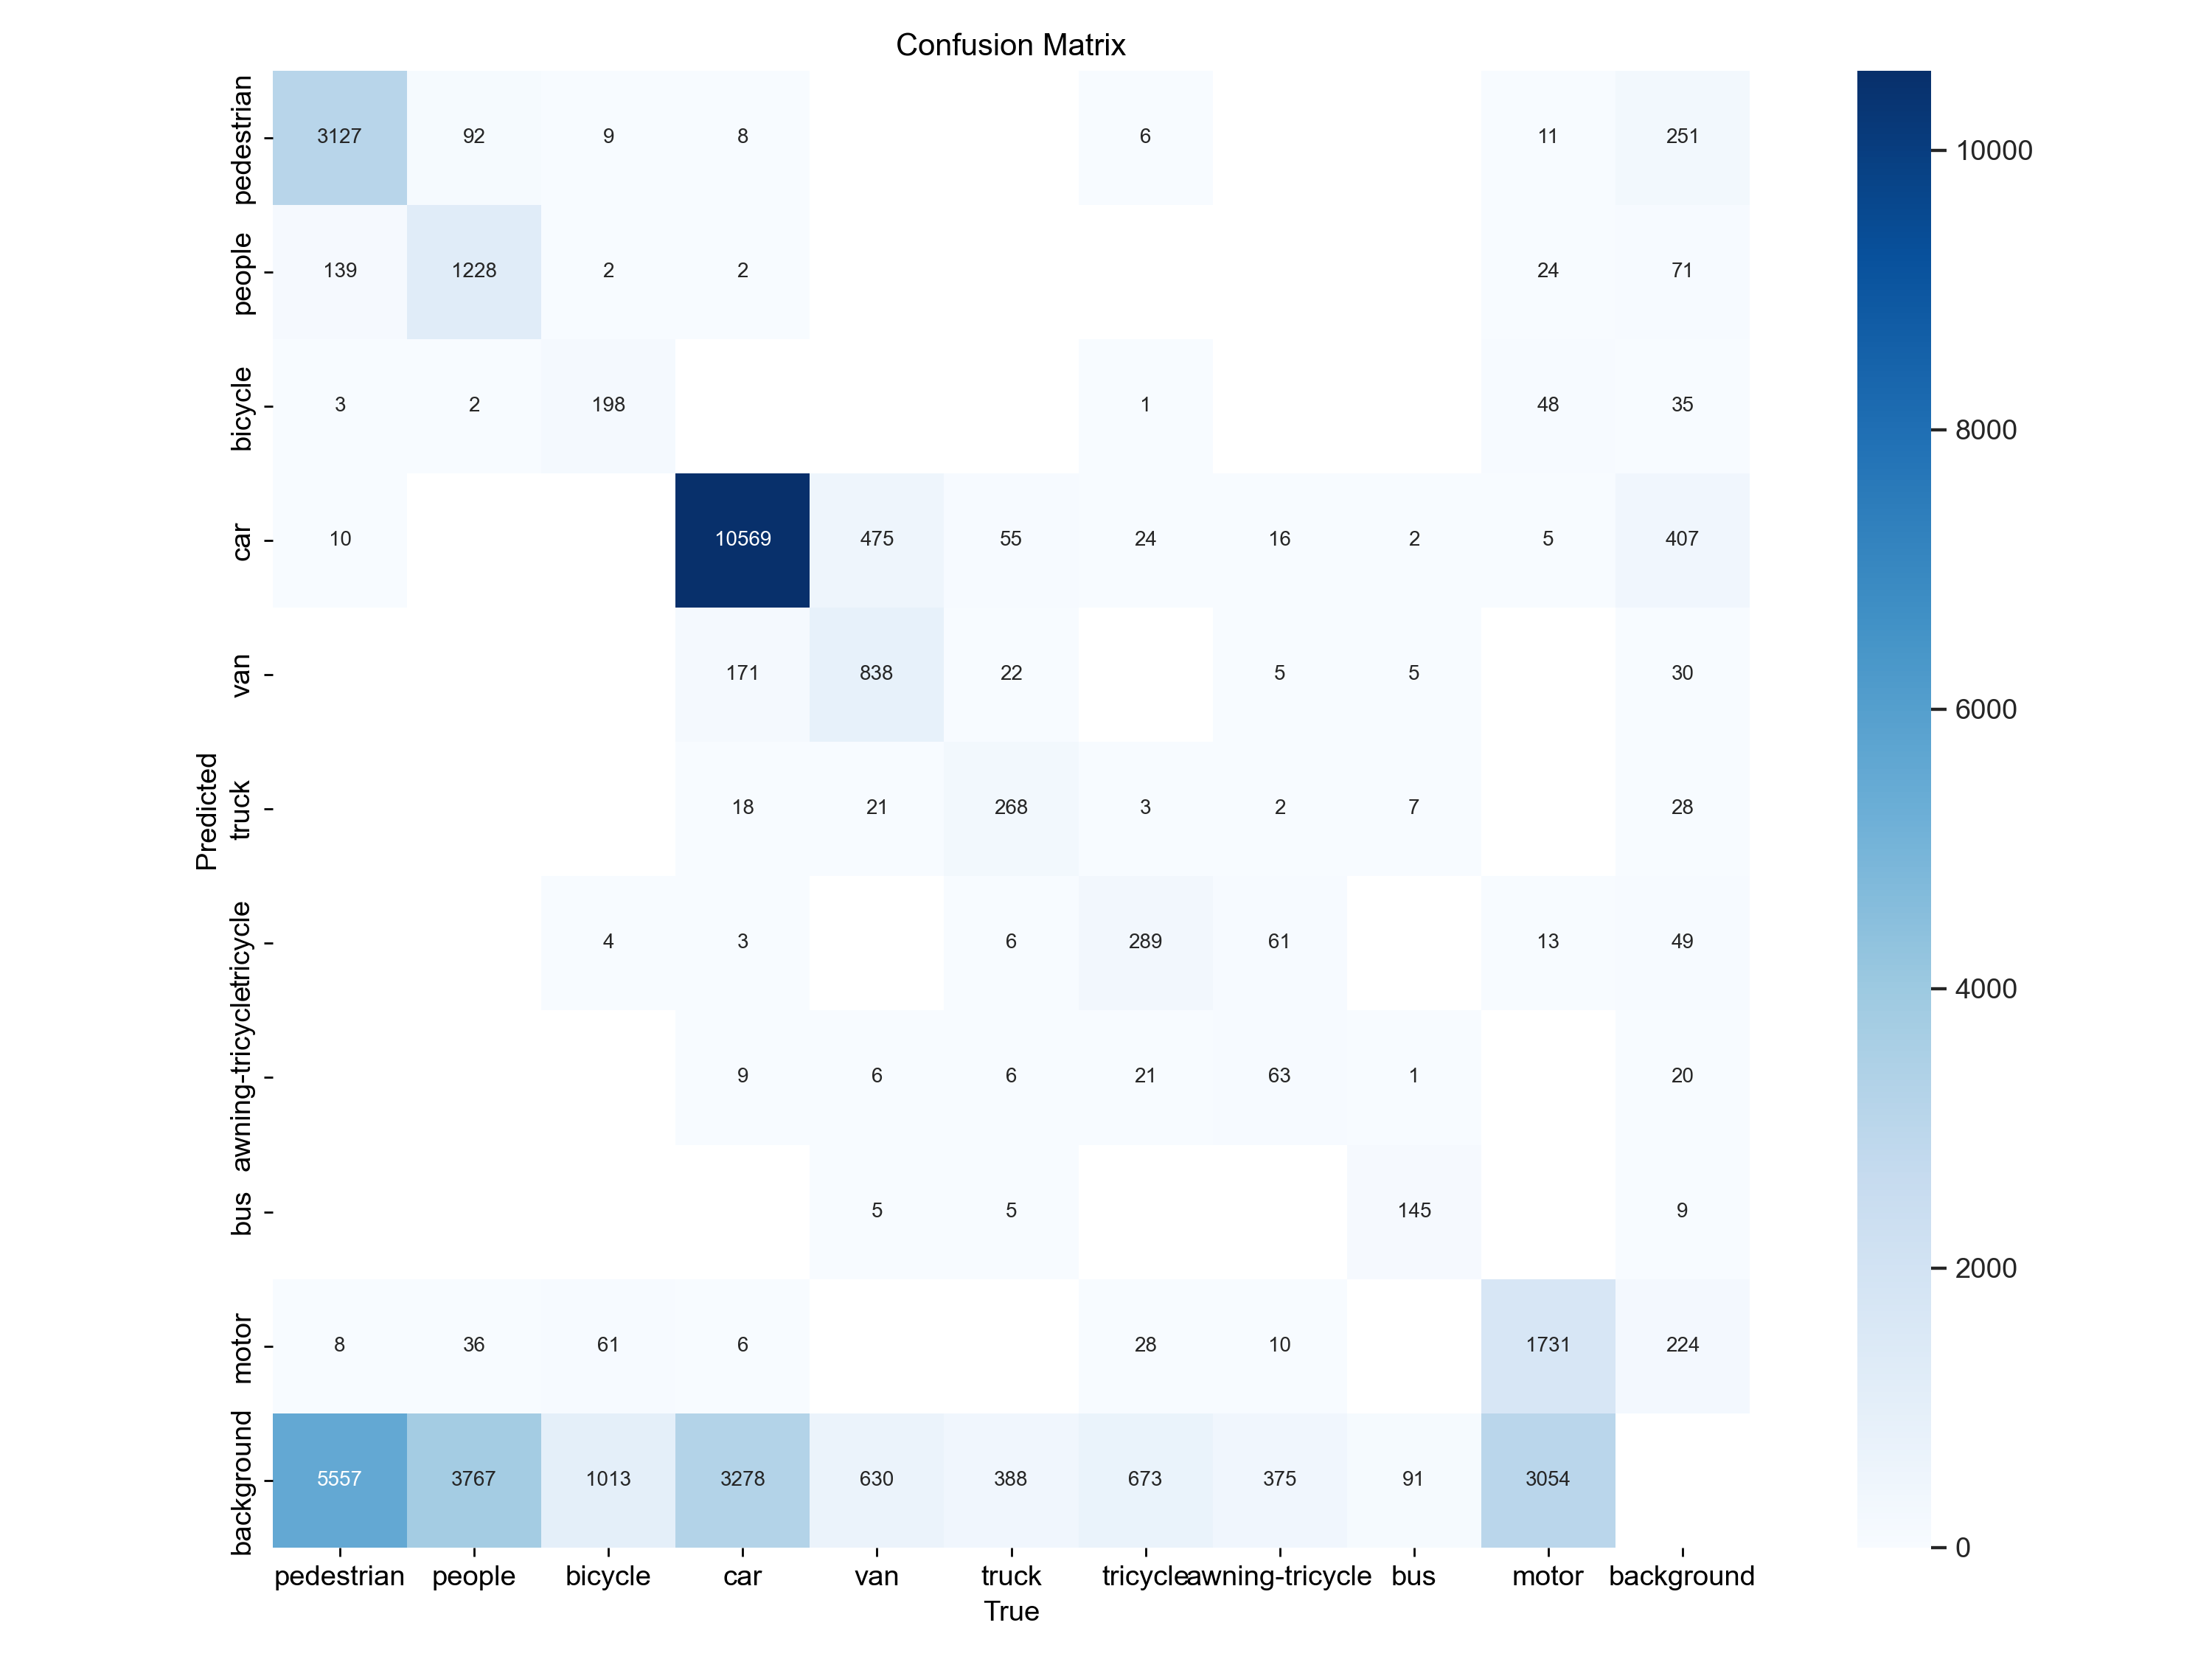 Confusion Matrix
pedestrian 3127 92 9 8 6 11 251
people 139 1228 2 2 24 71
bicycle 3 2 198 1 48 35
car 10 10569 475 55 24 16 2 5 407
van 171 838 22 5 5 30
truck 18 21 268 3 2 7 28
tricycle 4 3 6 289 61 13 49
awning-tricycle 9 6 6 21 63 1 20
bus 5 5 145 9
motor 8 36 61 6 28 10 1731 224
background 5557 3767 1013 3278 630 388 673 375 91 3054
Predicted
pedestrian people bicycle car van truck tricycle awning-tricycle bus motor background
True
10000
8000
6000
4000
2000
0